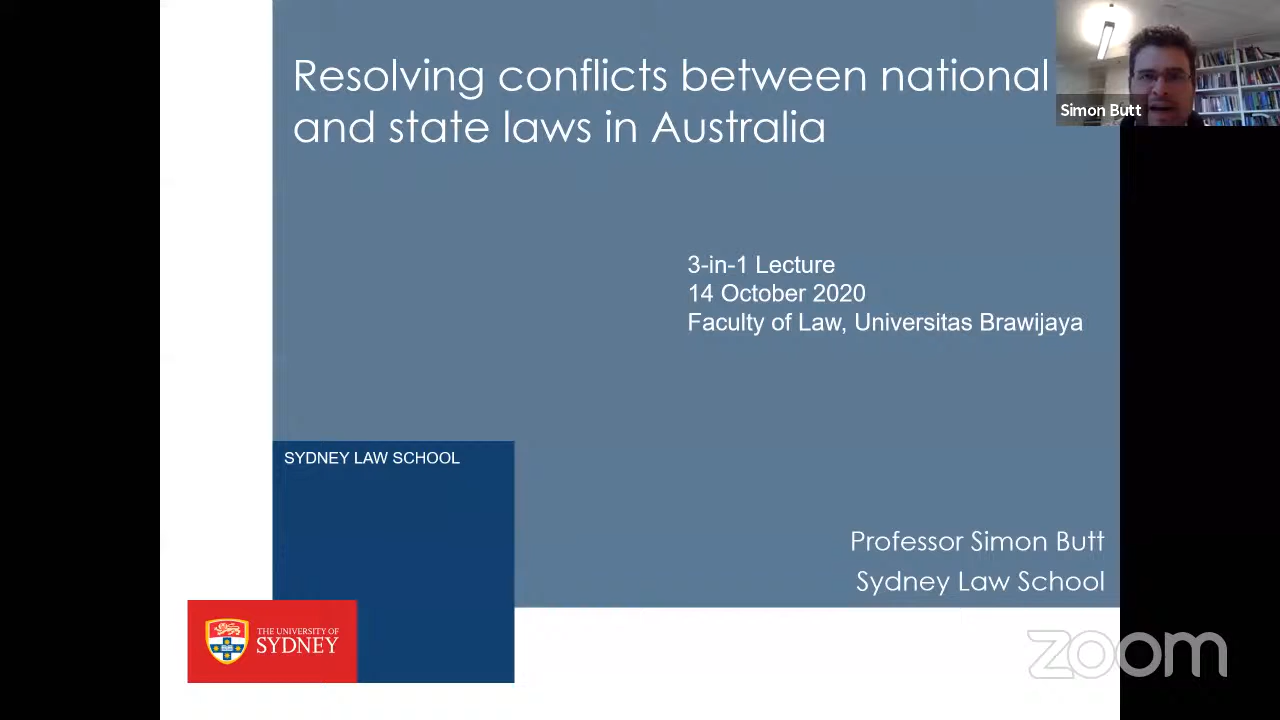 Resolving conflicts between national
and state laws in Australia
Simon Butt
3-in-1 Lecture
14 October 2020
Faculty of Law, Universitas Brawijaya
SYDNEY LAW SCHOOL
Professor Simon Butt
Sydney Law School
THE UNIVERSITY OF
SYDNEY
zoom